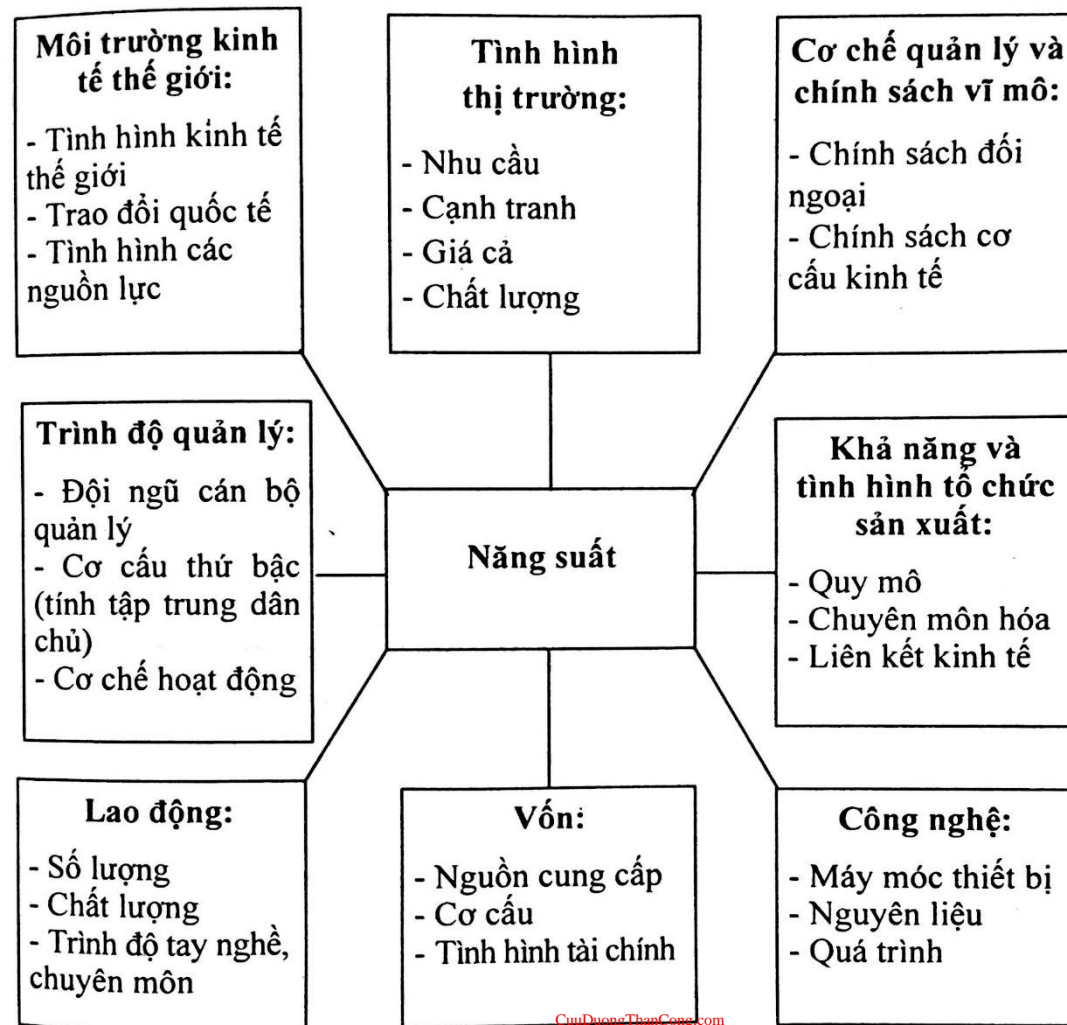 Môi trường kinh
tế thế giới:
- Tình hình kinh tế
thế giới
- Trao đổi quốc tế
- Tình hình các
nguồn lực
Tình hình
thị trường:
- Nhu cầu
- Cạnh tranh
- Giá cả
- Chất lượng
Cơ chế quản lý và
chính sách vĩ mô:
- Chính sách đối
ngoại
- Chính sách cơ
cấu kinh tế
Trình độ quản lý:
- Đội ngũ cán bộ
quản lý
- Cơ cấu thứ bậc
(tính tập trung dân
chủ)
- Cơ chế hoạt động
Năng suất
Khả năng và
tình hình tổ chức
sản xuất:
- Quy mô
- Chuyên môn hóa
- Liên kết kinh tế
Lao động:
- Số lượng
- Chất lượng
- Trình độ tay nghề,
chuyên môn
Vốn:
- Nguồn cung cấp
- Cơ cấu
- Tình hình tài chính
Công nghệ:
- Máy móc thiết bị
- Nguyên liệu
- Quá trình
CuuDuongThanCong.com